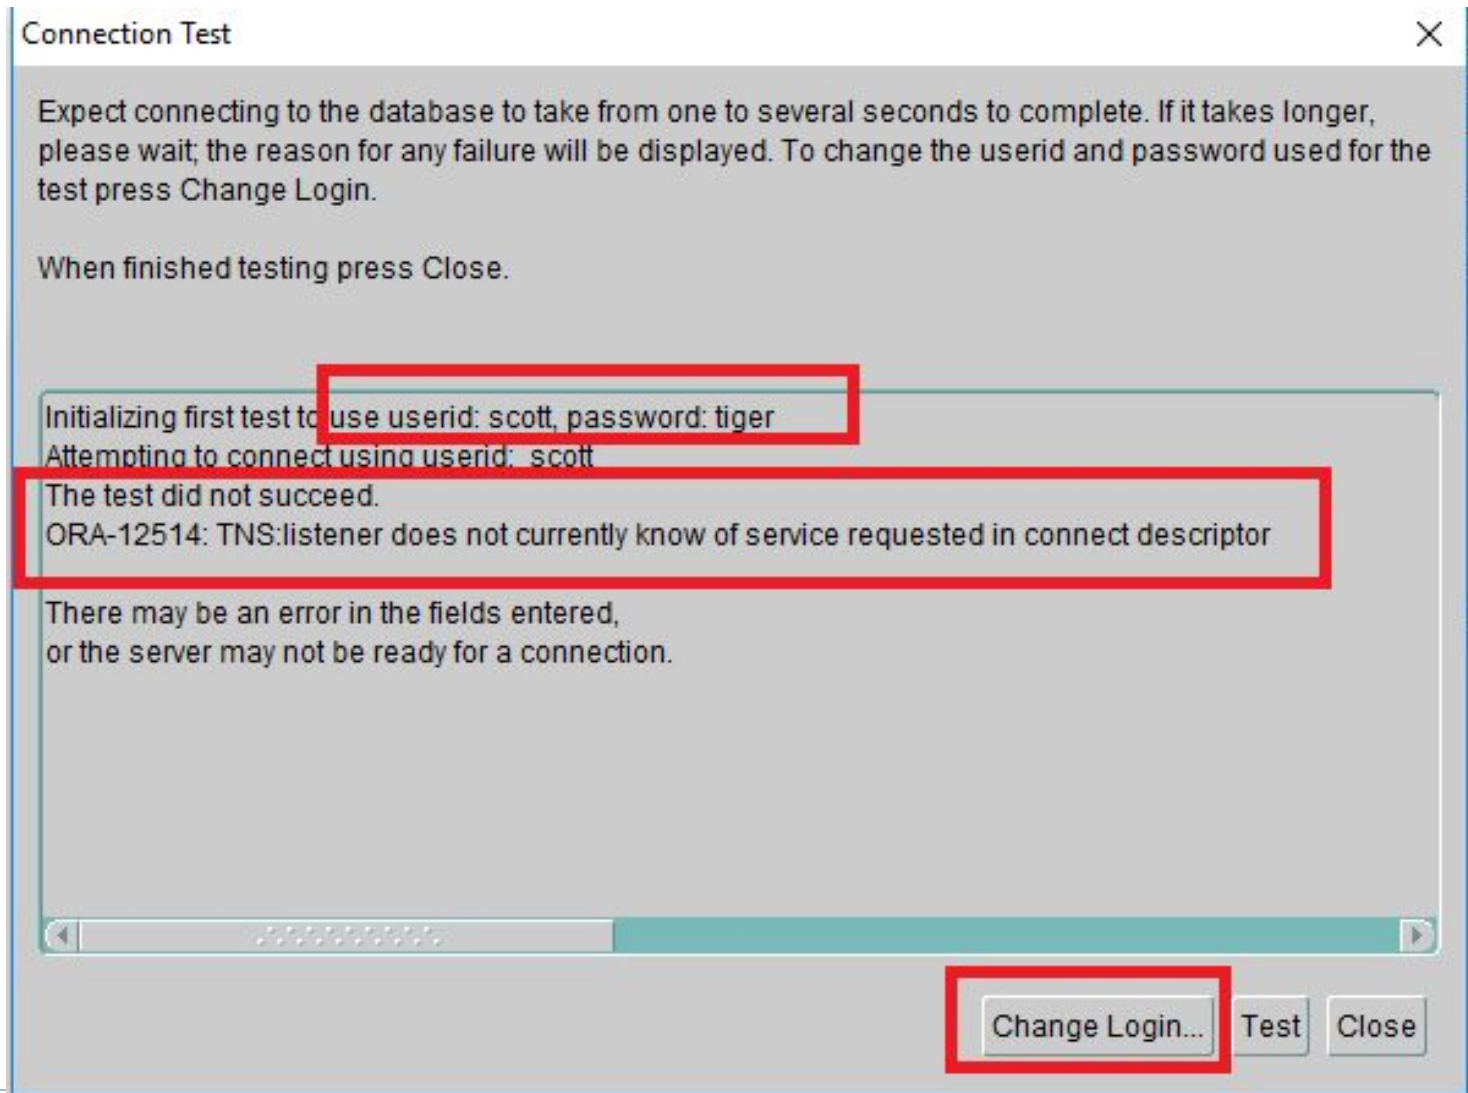 Connection Test
Expect connecting to the database to take from one to several seconds to complete. If it takes longer,
please wait; the reason for any failure will be displayed. To change the userid and password used for the
test press Change Login.
When finished testing press Close.
Initializing first test to use userid: scott, password: tiger
Attempting to connect using userid:  scott
The test did not succeed.
ORA-12514: TNS:listener does not currently know of service requested in connect descriptor
There may be an error in the fields entered,
or the server may not be ready for a connection.
Change Login... Test Close